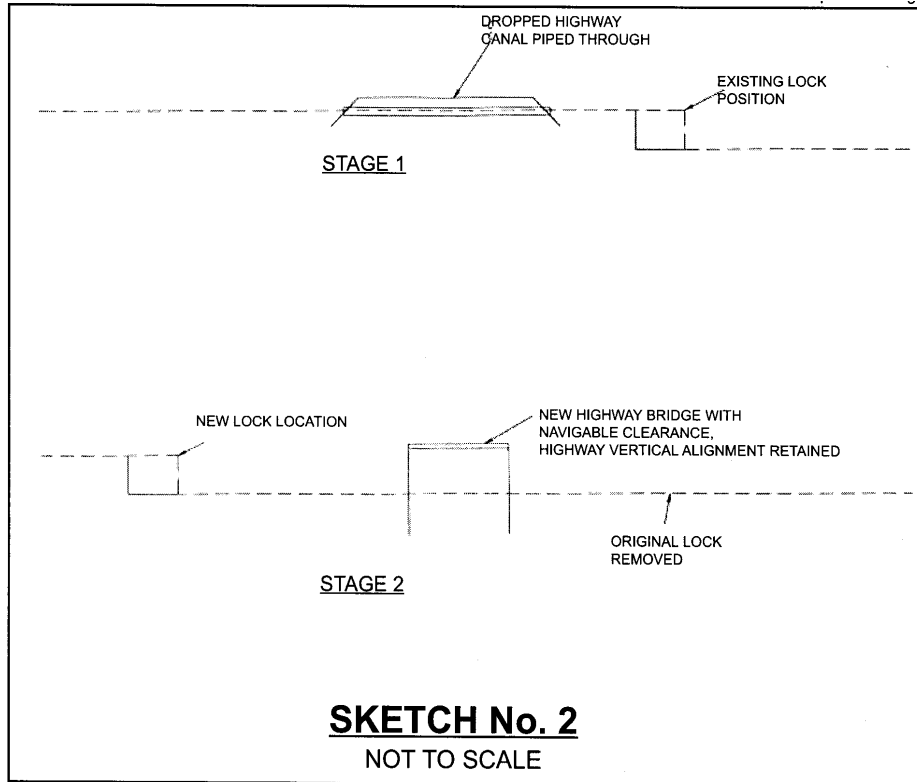 DROPPED HIGHWAY
CANAL PIPED THROUGH
EXISTING LOCK
POSITION
STAGE 1
NEW LOCK LOCATION
NEW HIGHWAY BRIDGE WITH
NAVIGABLE CLEARANCE,
HIGHWAY VERTICAL ALIGNMENT RETAINED
ORIGINAL LOCK
REMOVED
STAGE 2
SKETCH No. 2
NOT TO SCALE